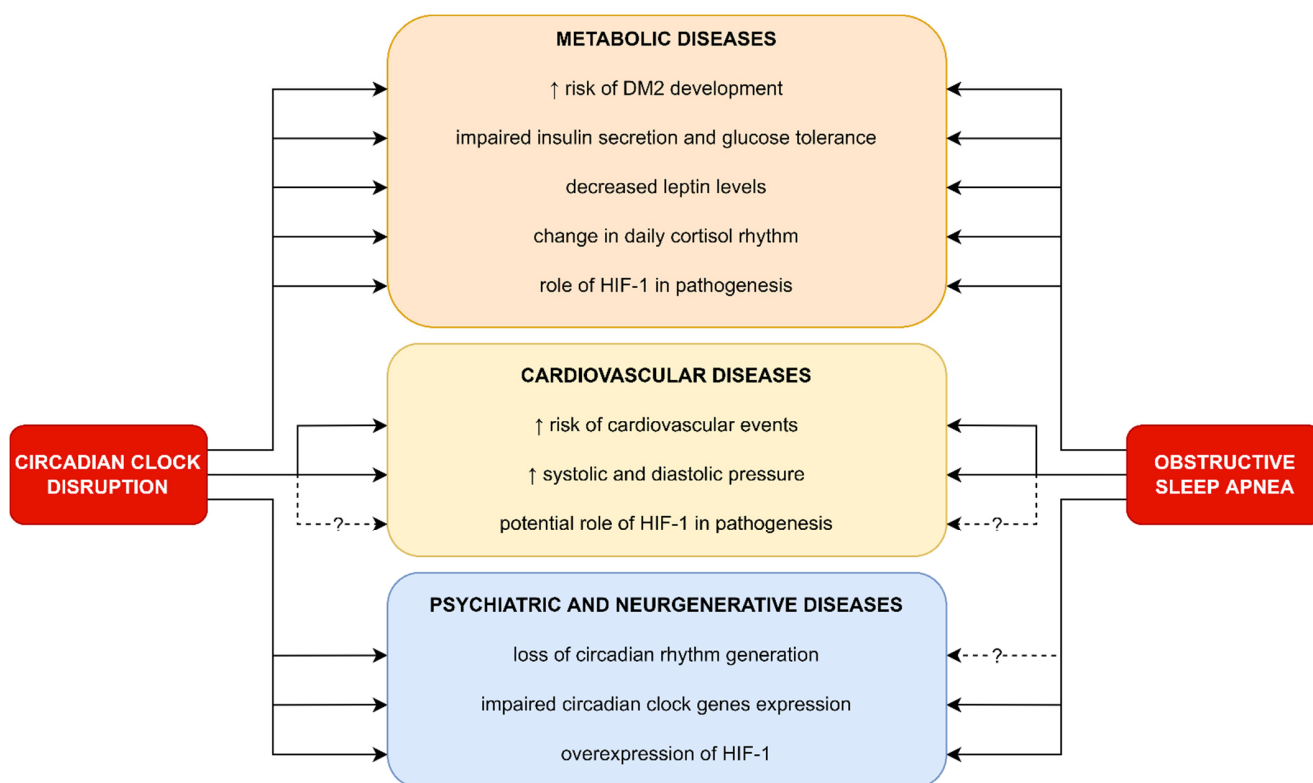 METABOLIC DISEASES
↑ risk of DM2 development
impaired insulin secretion and glucose tolerance
decreased leptin levels
change in daily cortisol rhythm
role of HIF-1 in pathogenesis
CARDIOVASCULAR DISEASES
↑ risk of cardiovascular events
↑ systolic and diastolic pressure
? potential role of HIF-1 in pathogenesis ?
CIRCADIAN CLOCK
DISRUPTION
OBSTRUCTIVE
SLEEP APNEA
PSYCHIATRIC AND NEURGENERATIVE DISEASES
loss of circadian rhythm generation ?
impaired circadian clock genes expression
overexpression of HIF-1